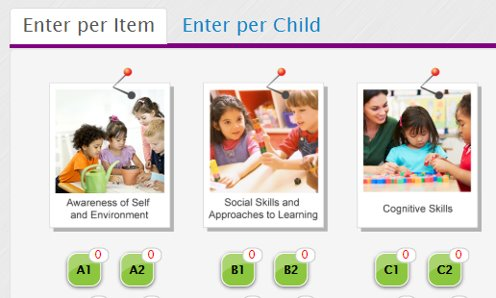 Enter per Item Enter per Child
Awareness of Self
and Environment
Social Skills and
Approaches to Learning
Cognitive Skills
A1 0 A2 0 B1 0 B2 0 C1 0 C2 0